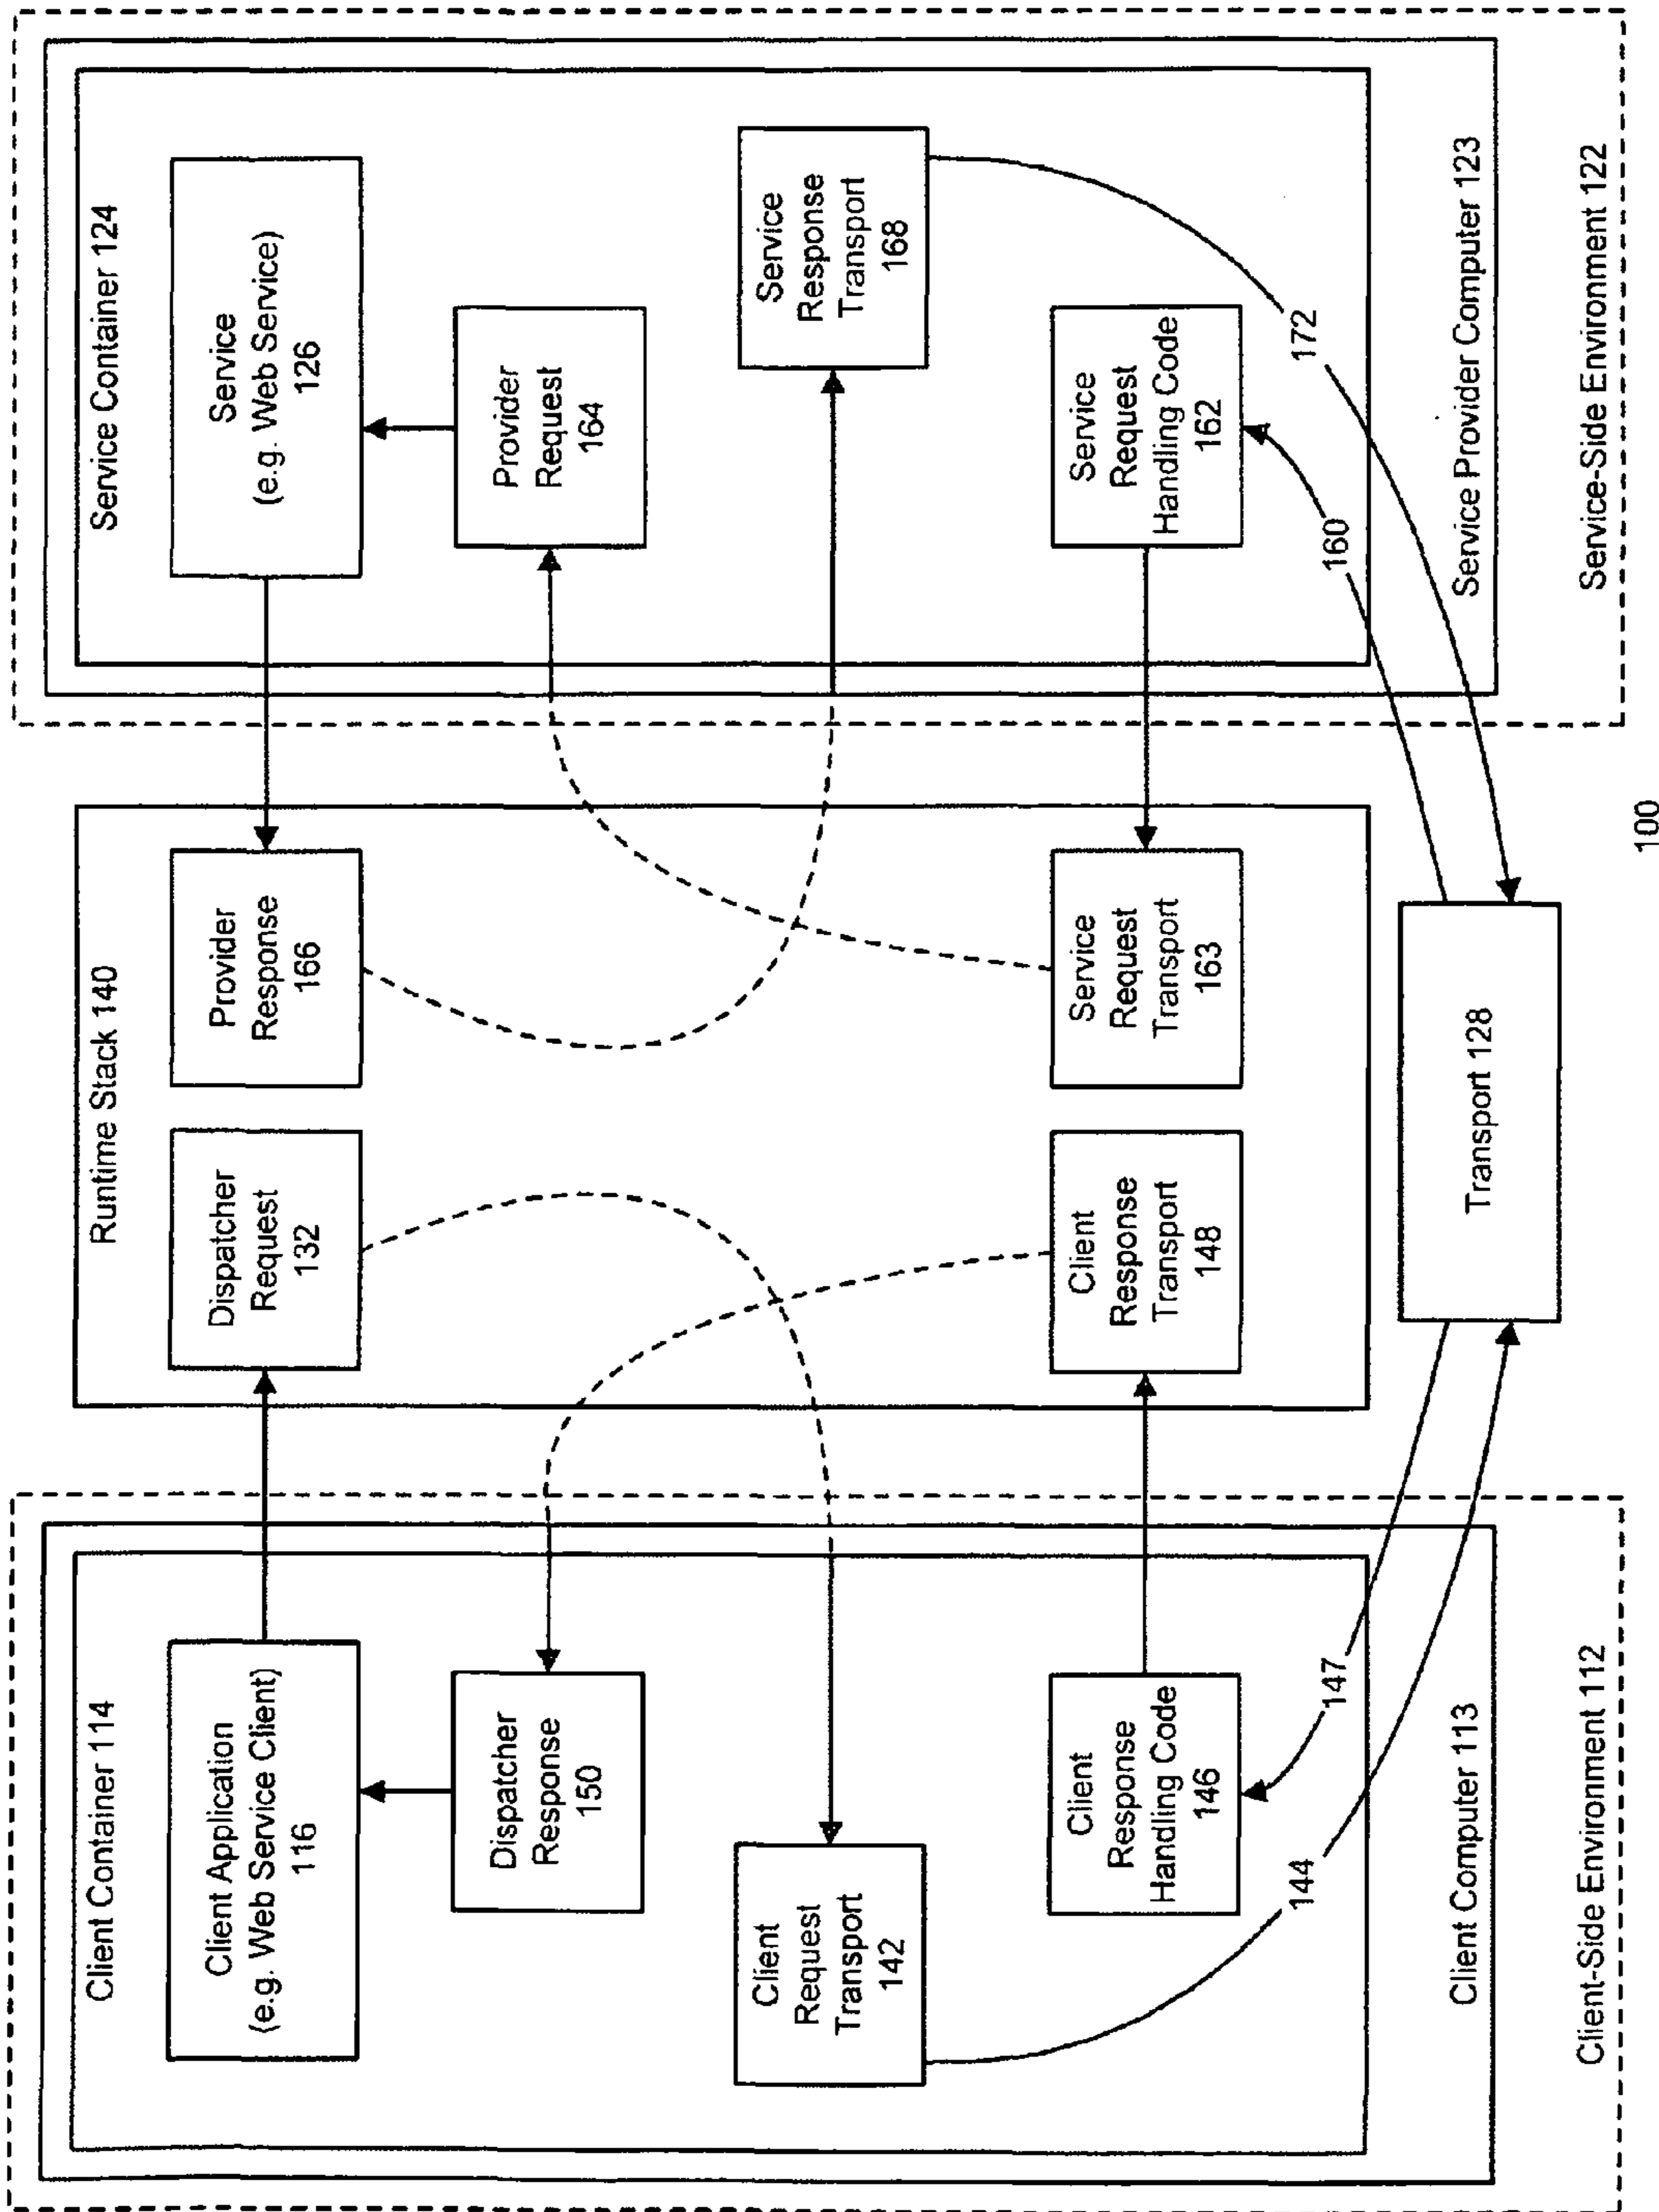 Client Container 114
Client Application
(e.g. Web Service Client)
116
Dispatcher
Response
150
Client
Request
Transport
142
Client
Response
Handling Code
146
147
144
Client Computer 113
Client-Side Environment 112
Runtime Stack 140
Dispatcher
Request
132
Provider
Response
166
Client
Response
Transport
148
Service
Request
Transport
163
Transport 128
Service Container 124
Service
(e.g. Web Service)
126
Provider
Request
164
Service
Response
Transport
168
Service
Request
Handling Code
162
160
172
Service Provider Computer 123
Service-Side Environment 122
100